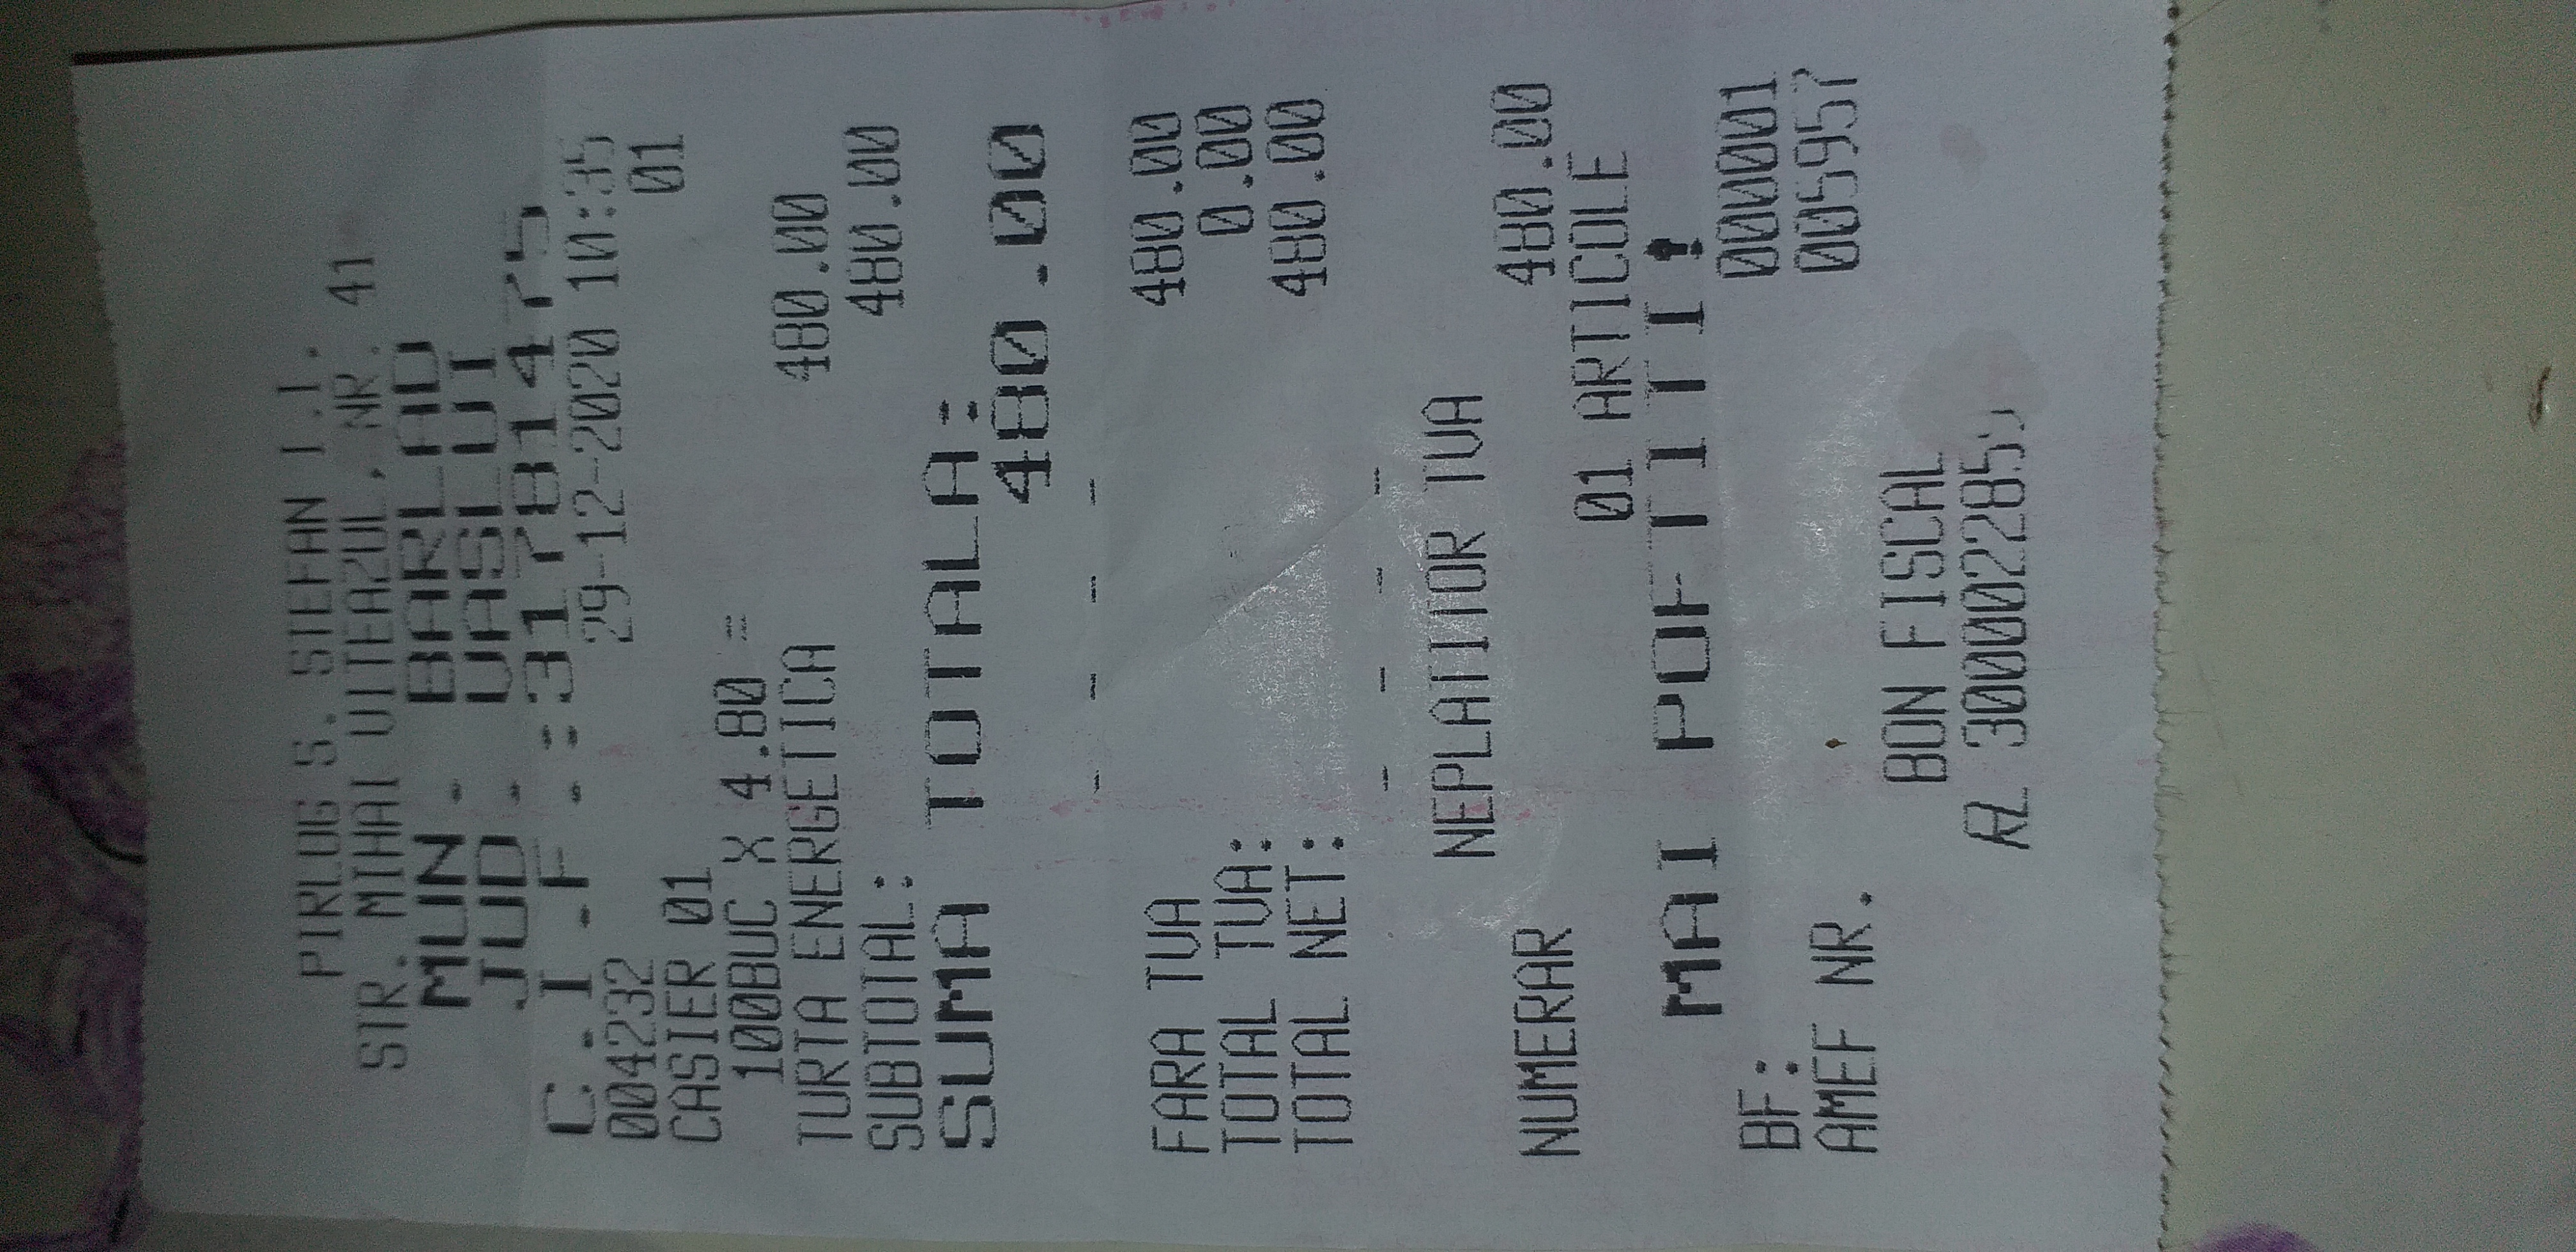 PIRLOG S. STEFAN I.I.
STR. MIHAI VITEAZUL, NR. 41
MUN. BARLAD
JUD. VASLUI
C.I.F.:31781475
004232 29-12-2020 10:35
CASIER 01 01
100BUC X 4.80 =
TURTA ENERGETICA 480.00
SUBTOTAL: 480.00
SUMA TOTALA:
480.00
- - - -
FARA TVA 480.00
TOTAL TVA: 0.00
TOTAL NET: 480.00
- - - -
NEPLATITOR TVA
NUMERAR 480.00
01 ARTICOLE
MAI POFTITI!
BF: 000001
AMEF NR. 005957
BON FISCAL